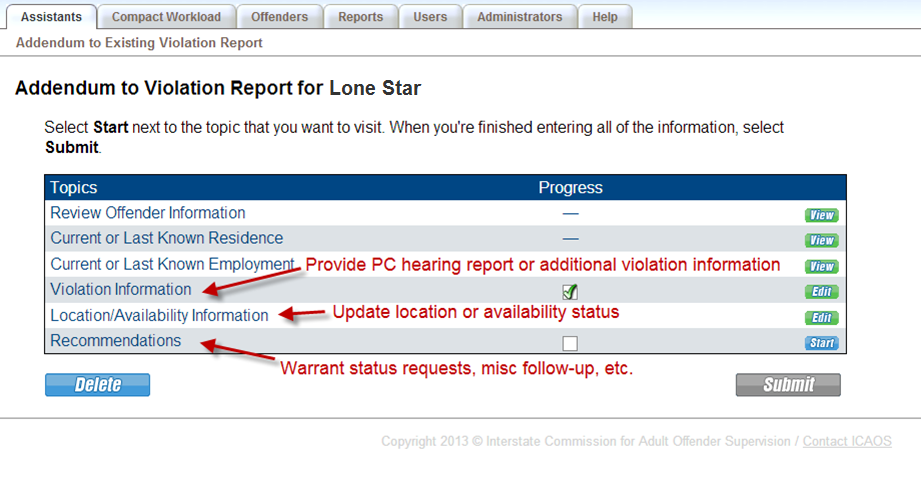 Assistants Compact Workload Offenders Reports Users Administrators Help
Addendum to Existing Violation Report
Addendum to Violation Report for Lone Star
Select Start next to the topic that you want to visit. When you're finished entering all of the information, select
Submit.
Topics Progress
Review Offender Information — View
Current or Last Known Residence — View
Current or Last Known Employment Provide PC hearing report or additional violation information View
Violation Information Edit
Location/Availability Information Update location or availability status Edit
Recommendations Start
Warrant status requests, misc follow-up, etc.
Delete Submit
Copyright 2013 © Interstate Commission for Adult Offender Supervision / Contact ICAOS